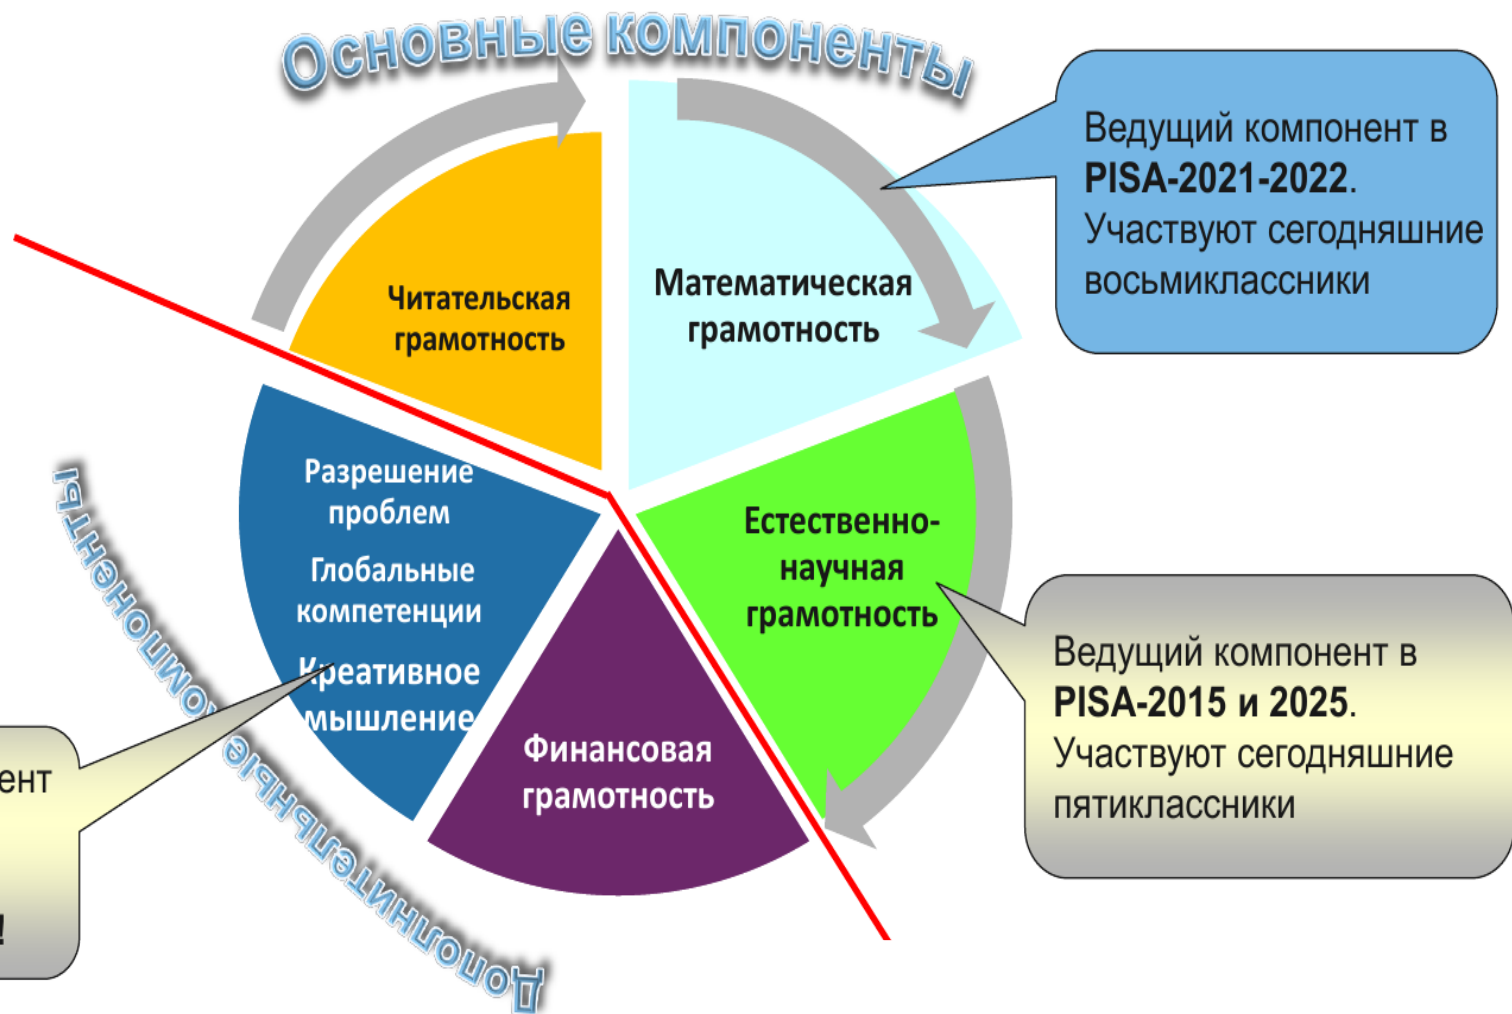 Основные компоненты
Ведущий компонент в
PISA-2021-2022.
Участвуют сегодняшние
восьмиклассники
Читательская
грамотность
Математическая
грамотность
Разрешение
проблем
Глобальные
компетенции
Креативное
мышление
Естественно-
научная
грамотность
Финансовая
грамотность
Ведущий компонент в
PISA-2015 и 2025.
Участвуют сегодняшние
пятиклассники
Дополнительные компоненты
ент
!